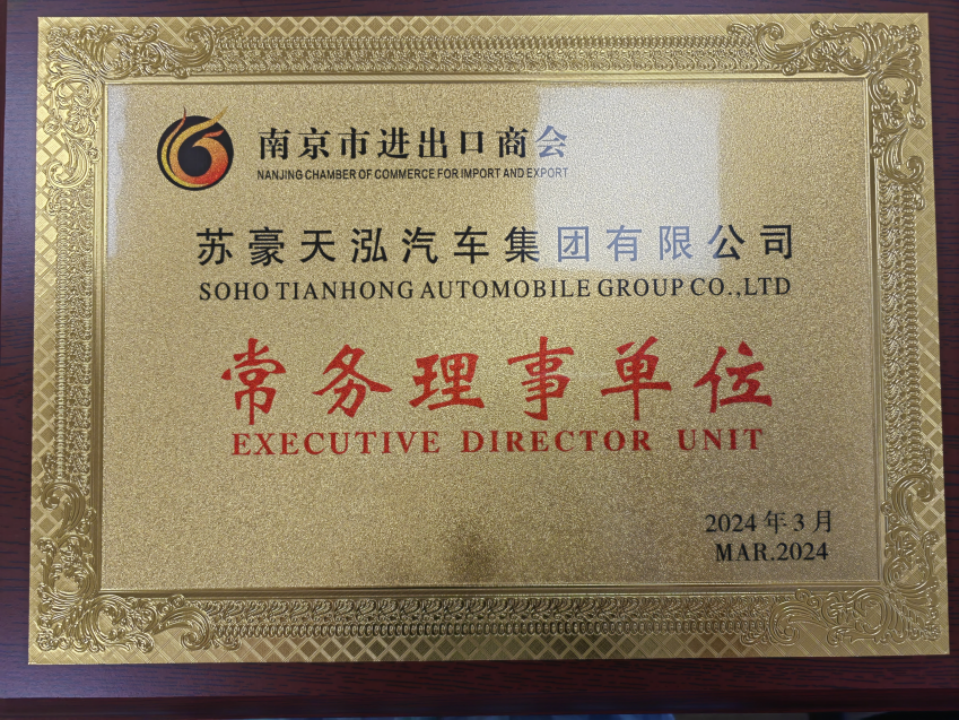 南京市进出口商会
NANJING CHAMBER OF COMMERCE FOR IMPORT AND EXPORT
苏豪天泓汽车集团有限公司
SOHO TIANHONG AUTOMOBILE GROUP CO.,LTD
常务理事单位
EXECUTIVE DIRECTOR UNIT
2024年3月
MAR.2024